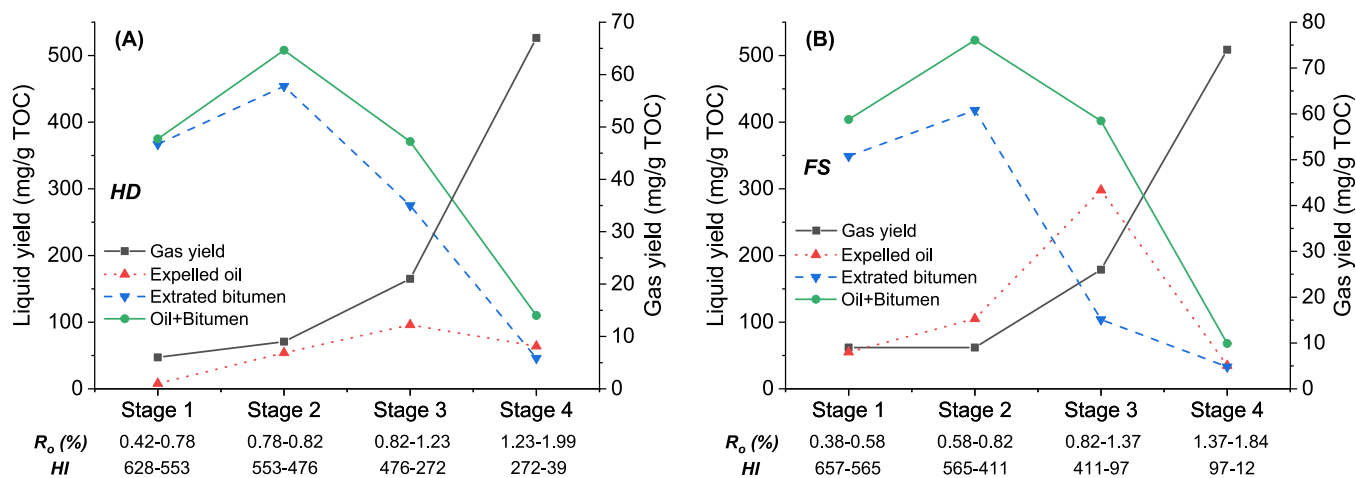 (A)
HD
Liquid yield (mg/g TOC)
500
400
300
200
100
0
Gas yield (mg/g TOC)
70
60
50
40
30
20
10
0
Gas yield
Expelled oil
Extrated bitumen
Oil+Bitumen
Stage 1 Stage 2 Stage 3 Stage 4
Ro (%) 0.42-0.78 0.78-0.82 0.82-1.23 1.23-1.99
HI 628-553 553-476 476-272 272-39
(B)
FS
Liquid yield (mg/g TOC)
500
400
300
200
100
0
Gas yield (mg/g TOC)
80
70
60
50
40
30
20
10
0
Gas yield
Expelled oil
Extrated bitumen
Oil+Bitumen
Stage 1 Stage 2 Stage 3 Stage 4
Ro (%) 0.38-0.58 0.58-0.82 0.82-1.37 1.37-1.84
HI 657-565 565-411 411-97 97-12